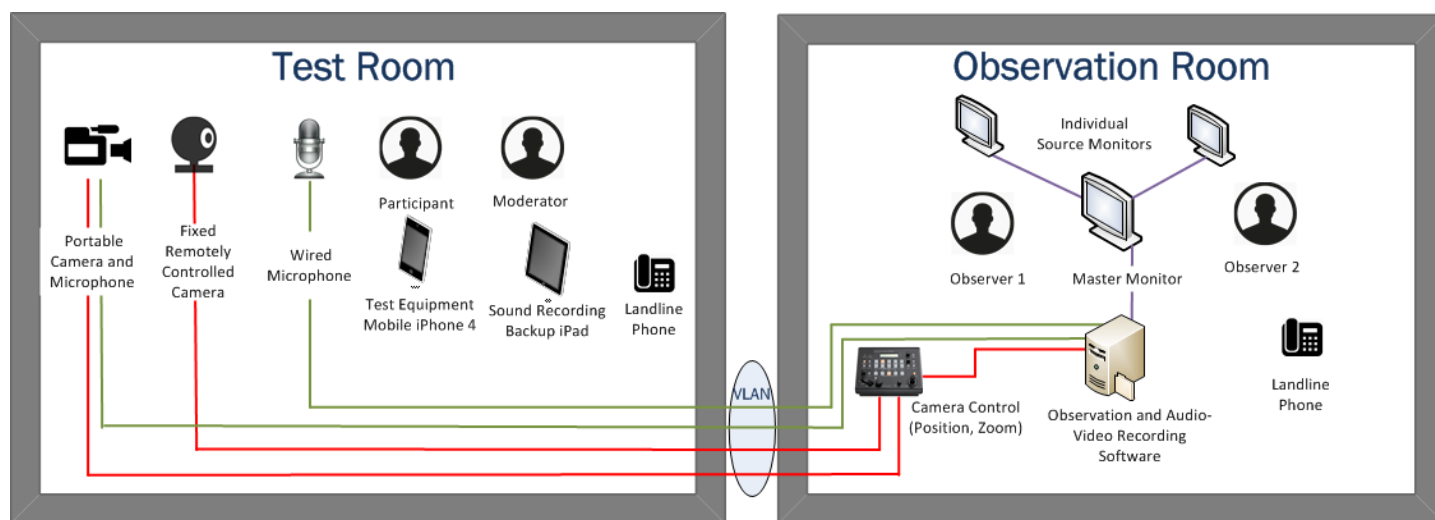 Test Room
Portable
Camera and
Microphone
Fixed
Remotely
Controlled
Camera
Wired
Microphone
Participant
Moderator
Test Equipment
Mobile iPhone 4
Sound Recording
Backup iPad
Landline
Phone
VLAN
Observation Room
Individual
Source Monitors
Observer 1
Master Monitor
Observer 2
Camera Control
(Position, Zoom)
Observation and Audio-
Video Recording
Software
Landline
Phone